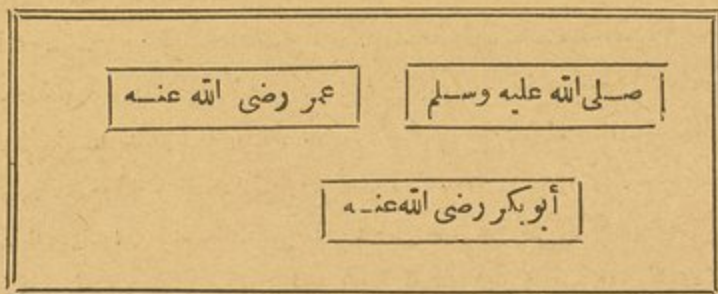 صلى الله عليه وسلم
عمر رضى الله عنه
أبو بكر رضى الله عنه